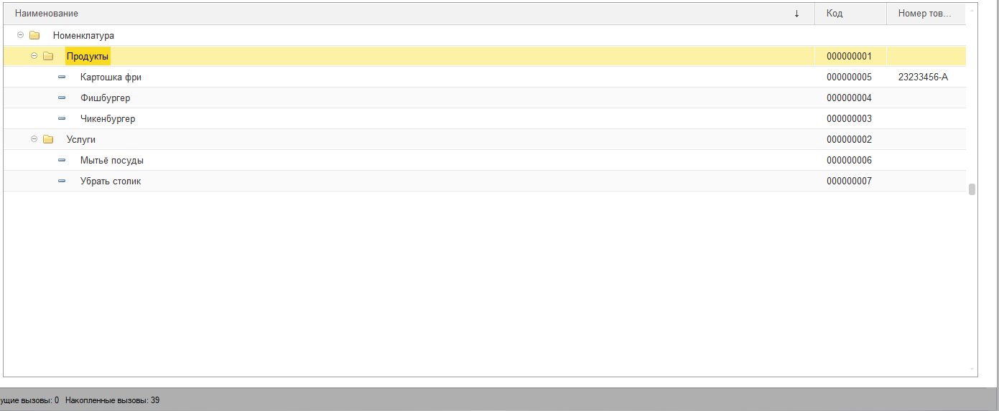 Наименование ↓ Код Номер тов...
Номенклатура
Продукты 000000001
Картошка фри 000000005 23233456-А
Фишбургер 000000004
Чикенбургер 000000003
Услуги 000000002
Мытьё посуды 000000006
Убрать столик 000000007
ущие вызовы: 0 Накопленные вызовы: 39